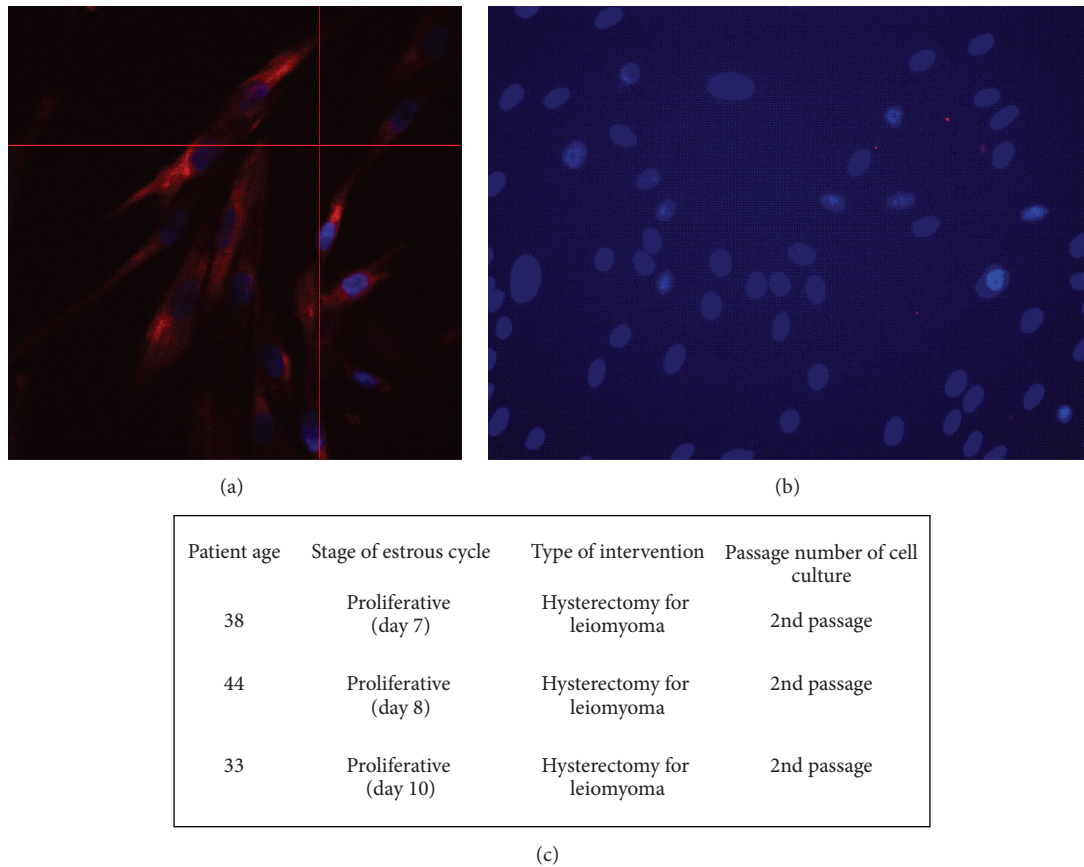 (a)
(b)
Patient age
Stage of estrous cycle
Type of intervention
Passage number of cell
culture
38
Proliferative
(day 7)
Hysterectomy for
leiomyoma
2nd passage
44
Proliferative
(day 8)
Hysterectomy for
leiomyoma
2nd passage
33
Proliferative
(day 10)
Hysterectomy for
leiomyoma
2nd passage
(c)